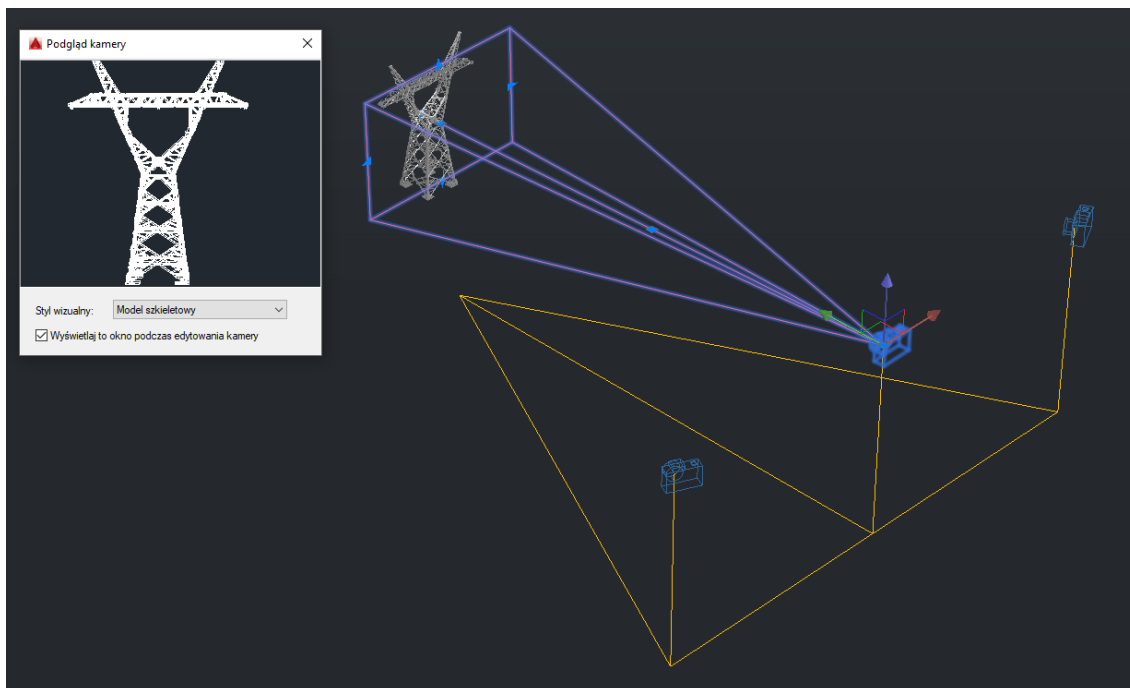 Podgląd kamery
Styl wizualny: Model szkieletowy
Wyświetlaj to okno podczas edytowania kamery